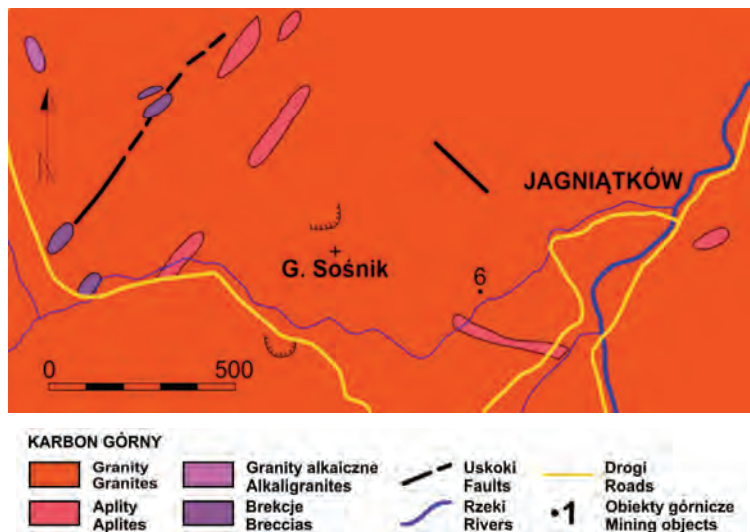 JAGNIĄTKÓW
G. Sośnik
6
0 500
KARBON GÓRNY
Granity
Granites
Aplity
Aplites
Granity alkaiczne
Alkaligranites
Brekcje
Breccias
Uskoki
Faults
Rzeki
Rivers
Drogi
Roads
1 Obiekty górnicze
Mining objects